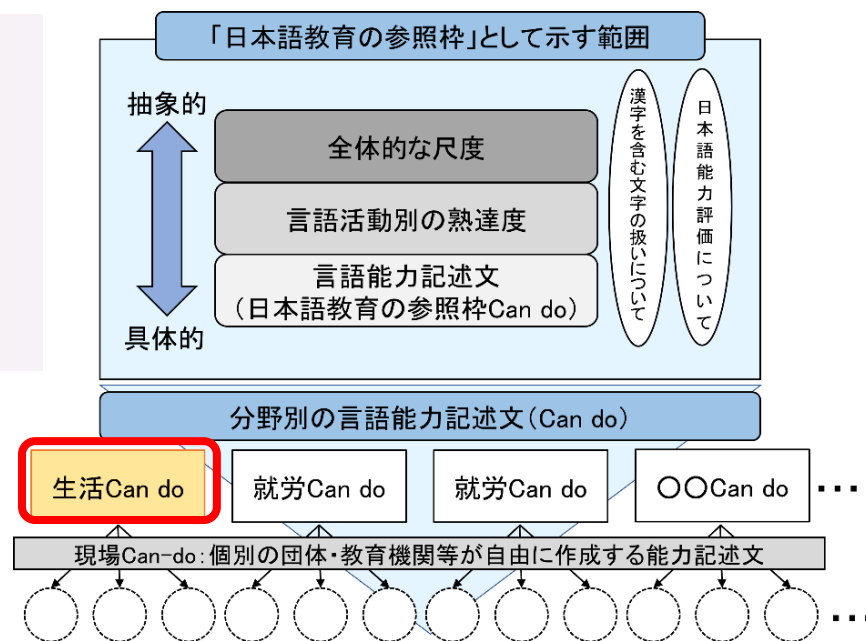 「日本語教育の参照枠」として示す範囲
抽象的
全体的な尺度
言語活動別の熟達度
言語能力記述文
(日本語教育の参照枠Can do)
具体的
漢字を含む文字の扱いについて
日本語能力評価について
分野別の言語能力記述文(Can do)
生活Can do
就労Can do
就労Can do
〇〇Can do
…
現場Can-do:個別の団体・教育機関等が自由に作成する能力記述文
…